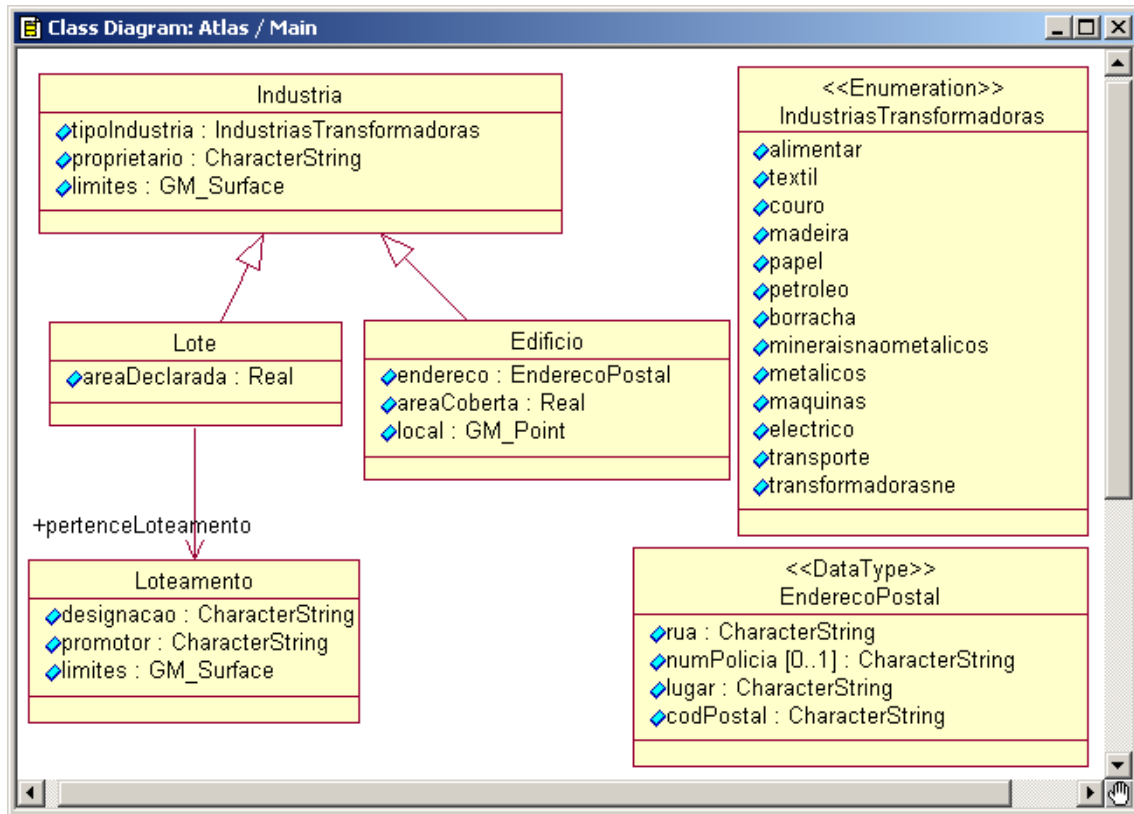 Class Diagram: Atlas / Main
Industria
tipoIndustria : IndustriasTransformadoras
proprietario : CharacterString
limites : GM_Surface
Lote
areaDeclarada : Real
Edificio
endereco : EnderecoPostal
areaCoberta : Real
local : GM_Point
+pertenceLoteamento
Loteamento
designacao : CharacterString
promotor : CharacterString
limites : GM_Surface
<<Enumeration>>
IndustriasTransformadoras
alimentar
textil
couro
madeira
papel
petroleo
borracha
mineraisnaometalicos
metalicos
maquinas
electrico
transporte
transformadorasne
<<DataType>>
EnderecoPostal
rua : CharacterString
numPolicia [0..1] : CharacterString
lugar : CharacterString
codPostal : CharacterString